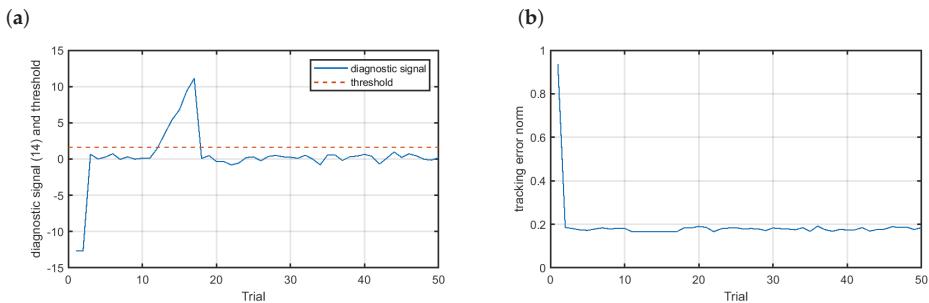 (a)
diagnostic signal (14) and threshold
15
10
5
0
-5
-10
-15
0 10 20 30 40 50
Trial
diagnostic signal
threshold
(b)
tracking error norm
1
0.8
0.6
0.4
0.2
0
0 10 20 30 40 50
Trial